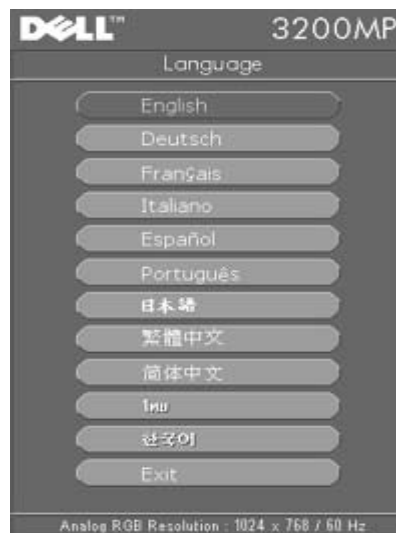 DELL™ 3200MP
Language
English
Deutsch
Français
Italiano
Español
Português
日本語
繁體中文
简体中文
ไทย
한국어
Exit
Analog RGB Resolution : 1024 x 768 / 60 Hz